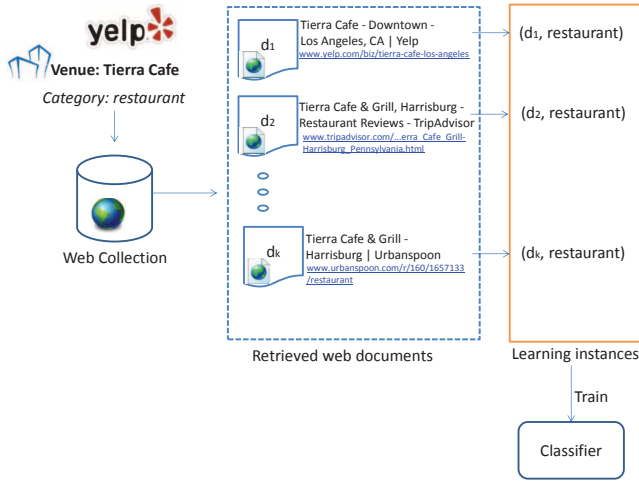 yelp
Venue: Tierra Cafe
Category: restaurant
Web Collection
d1
Tierra Cafe - Downtown -
Los Angeles, CA | Yelp
www.yelp.com/biz/tierra-cafe-los-angeles
d2
Tierra Cafe & Grill, Harrisburg -
Restaurant Reviews - TripAdvisor
www.tripadvisor.com/...erra_Cafe_Grill-
Harrisburg_Pennsylvania.html
dk
Tierra Cafe & Grill -
Harrisburg | Urbanspoon
www.urbanspoon.com/r/160/1657133
/restaurant
Retrieved web documents
(d1, restaurant)
(d2, restaurant)
(dk, restaurant)
Learning instances
Train
Classifier